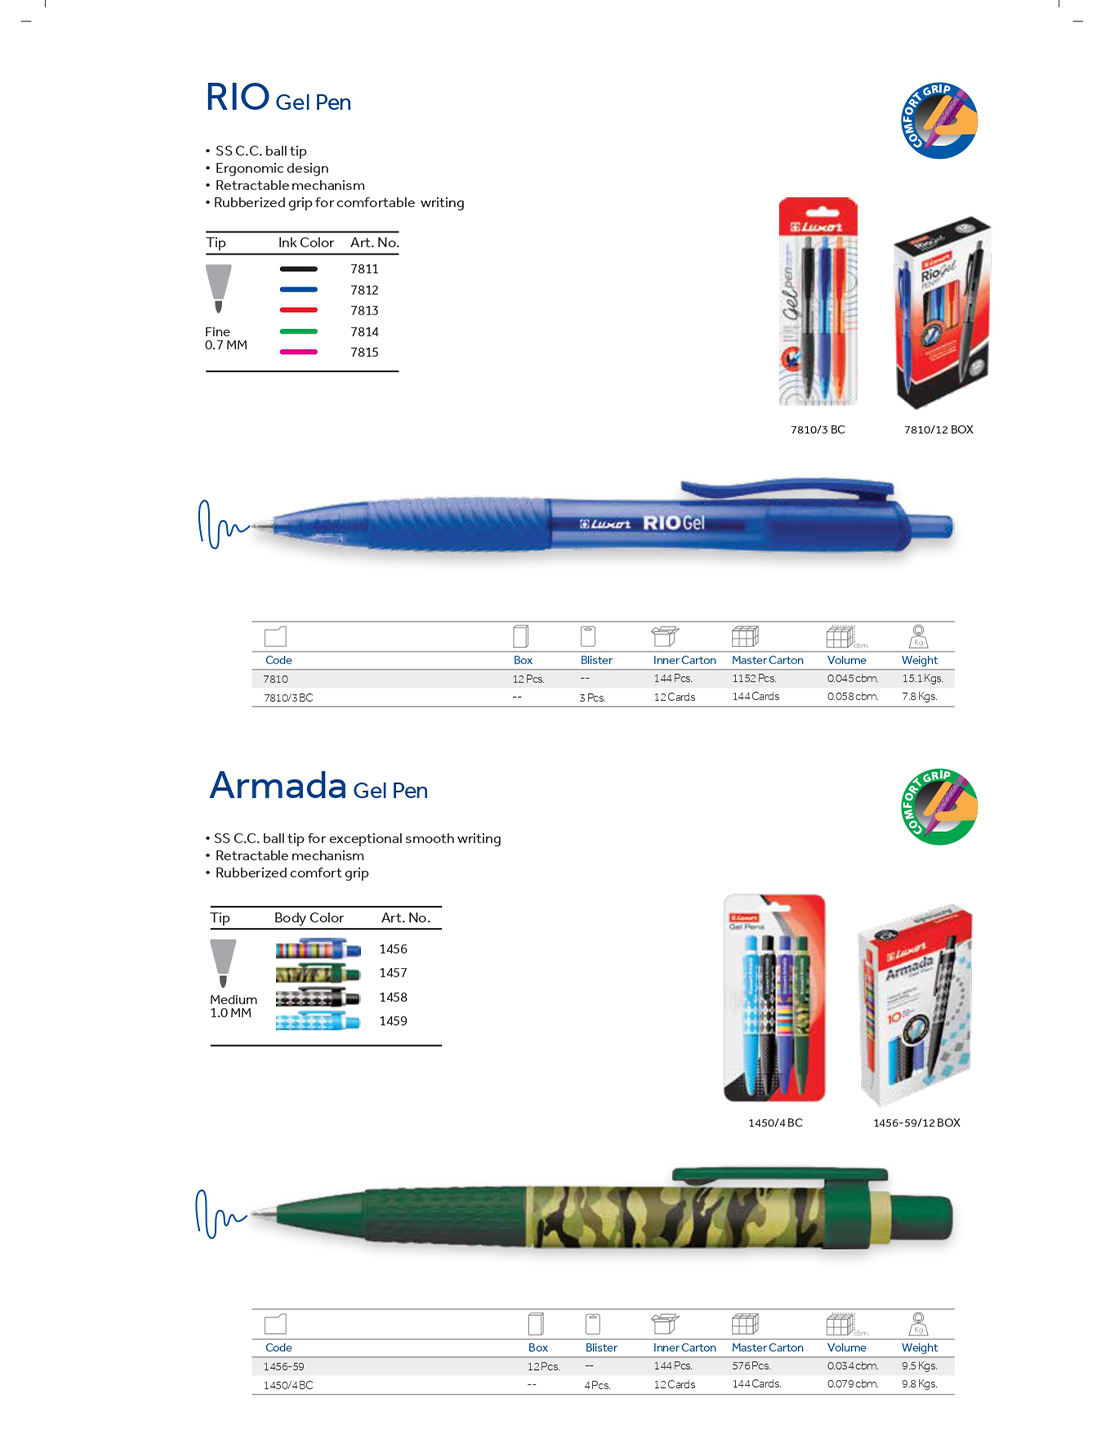 RIO Gel Pen
COMFORT GRIP
• SS C.C. ball tip
• Ergonomic design
• Retractable mechanism
• Rubberized grip for comfortable writing
Tip Ink Color Art. No.
7811
7812
7813
7814
7815
Fine
0.7 MM
Luxor
Gel PEN
Luxor
RioGel
7810/3 BC 7810/12 BOX
Luxor RIO Gel
cbm. Kg
Code Box Blister Inner Carton Master Carton Volume Weight
7810 12 Pcs. -- 144 Pcs. 1152 Pcs. 0.045 cbm. 15.1 Kgs.
7810/3 BC -- 3 Pcs. 12 Cards 144 Cards 0.058 cbm. 7.8 Kgs.
Armada Gel Pen
COMFORT GRIP
• SS C.C. ball tip for exceptional smooth writing
• Retractable mechanism
• Rubberized comfort grip
Tip Body Color Art. No.
1456
1457
1458
1459
Medium
1.0 MM
Luxor
Gel Pens
Armada
Luxor
Armada
Gel Pen
10
1450/4 BC 1456-59/12 BOX
cbm. Kg
Code Box Blister Inner Carton Master Carton Volume Weight
1456-59 12 Pcs. -- 144 Pcs. 576 Pcs. 0.034 cbm. 9.5 Kgs.
1450/4 BC -- 4 Pcs. 12 Cards 144 Cards. 0.079 cbm. 9.8 Kgs.